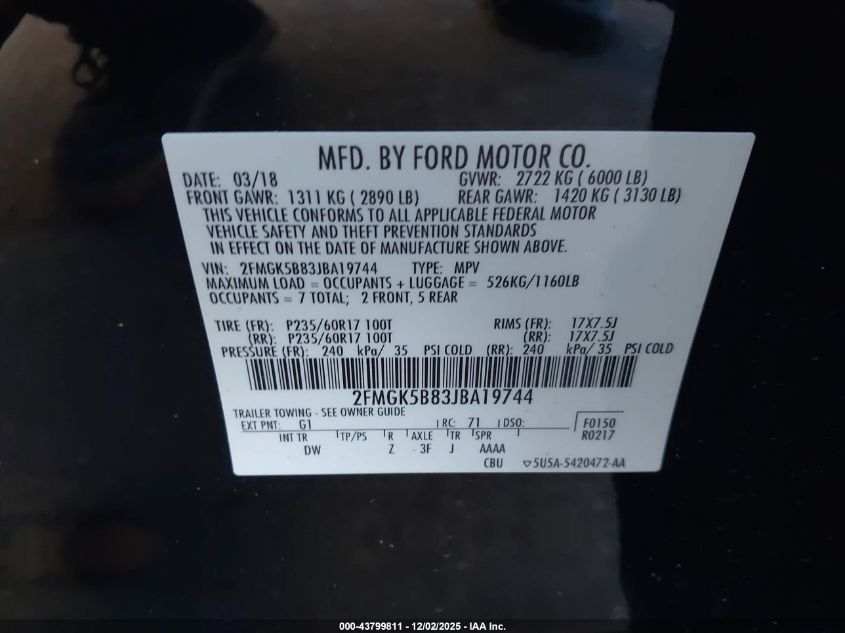 MFD. BY FORD MOTOR CO.
DATE: 03/18 GVWR: 2722 KG ( 6000 LB)
FRONT GAWR: 1311 KG ( 2890 LB) REAR GAWR: 1420 KG ( 3130 LB)
THIS VEHICLE CONFORMS TO ALL APPLICABLE FEDERAL MOTOR
VEHICLE SAFETY AND THEFT PREVENTION STANDARDS
IN EFFECT ON THE DATE OF MANUFACTURE SHOWN ABOVE.
VIN: 2FMGK5B83JBA19744 TYPE: MPV
MAXIMUM LOAD = OCCUPANTS + LUGGAGE = 526KG/1160LB
OCCUPANTS = 7 TOTAL; 2 FRONT, 5 REAR
TIRE (FR): P235/60R17 100T RIMS (FR): 17X7.5J
(RR): P235/60R17 100T (RR): 17X7.5J
PRESSURE (FR): 240 kPa/ 35 PSI COLD (RR): 240 kPa/ 35 PSI COLD
2FMGK5B83JBA19744
TRAILER TOWING - SEE OWNER GUIDE
EXT PNT: G1 RC: 71 DSO: F0150
INT TR TP/PS R AXLE TR SPR R0217
DW Z 3F J AAAA
CBU ▽5U5A-5420472-AA
000-43799811 - 12/02/2025 - IAA Inc.